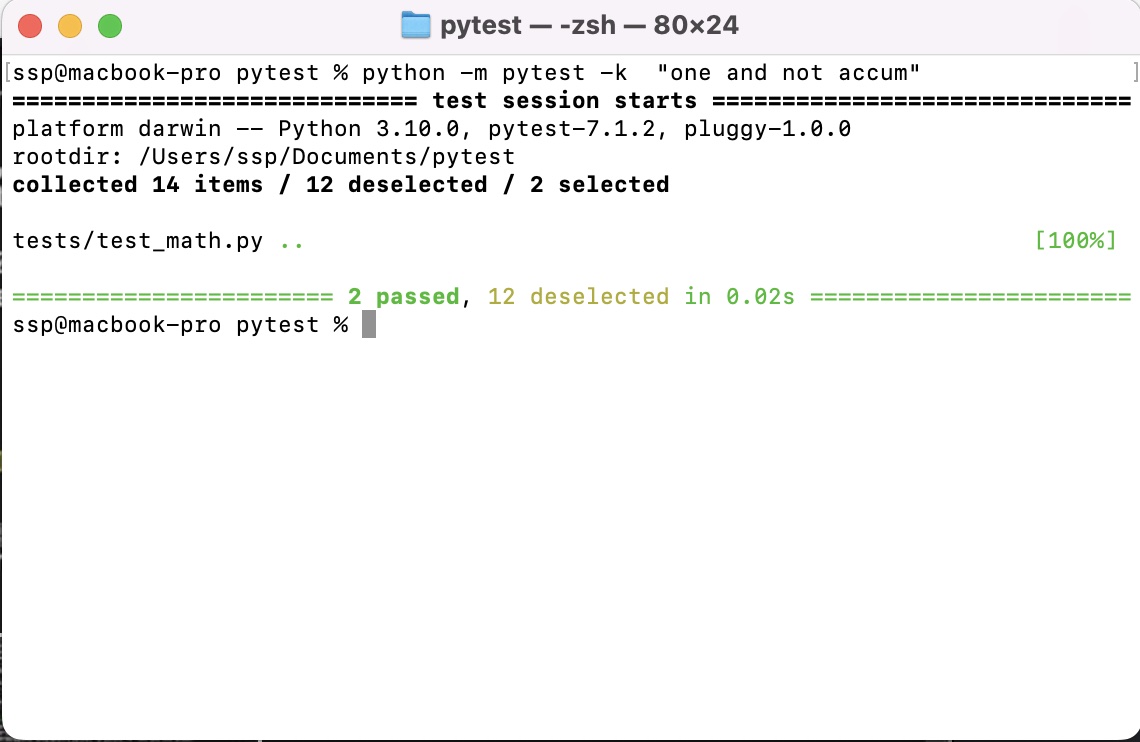 pytest — -zsh — 80×24
[ssp@macbook-pro pytest % python -m pytest -k  "one and not accum" ]
============================= test session starts ==============================
platform darwin -- Python 3.10.0, pytest-7.1.2, pluggy-1.0.0
rootdir: /Users/ssp/Documents/pytest
collected 14 items / 12 deselected / 2 selected
tests/test_math.py .. [100%]
======================= 2 passed, 12 deselected in 0.02s =======================
ssp@macbook-pro pytest %